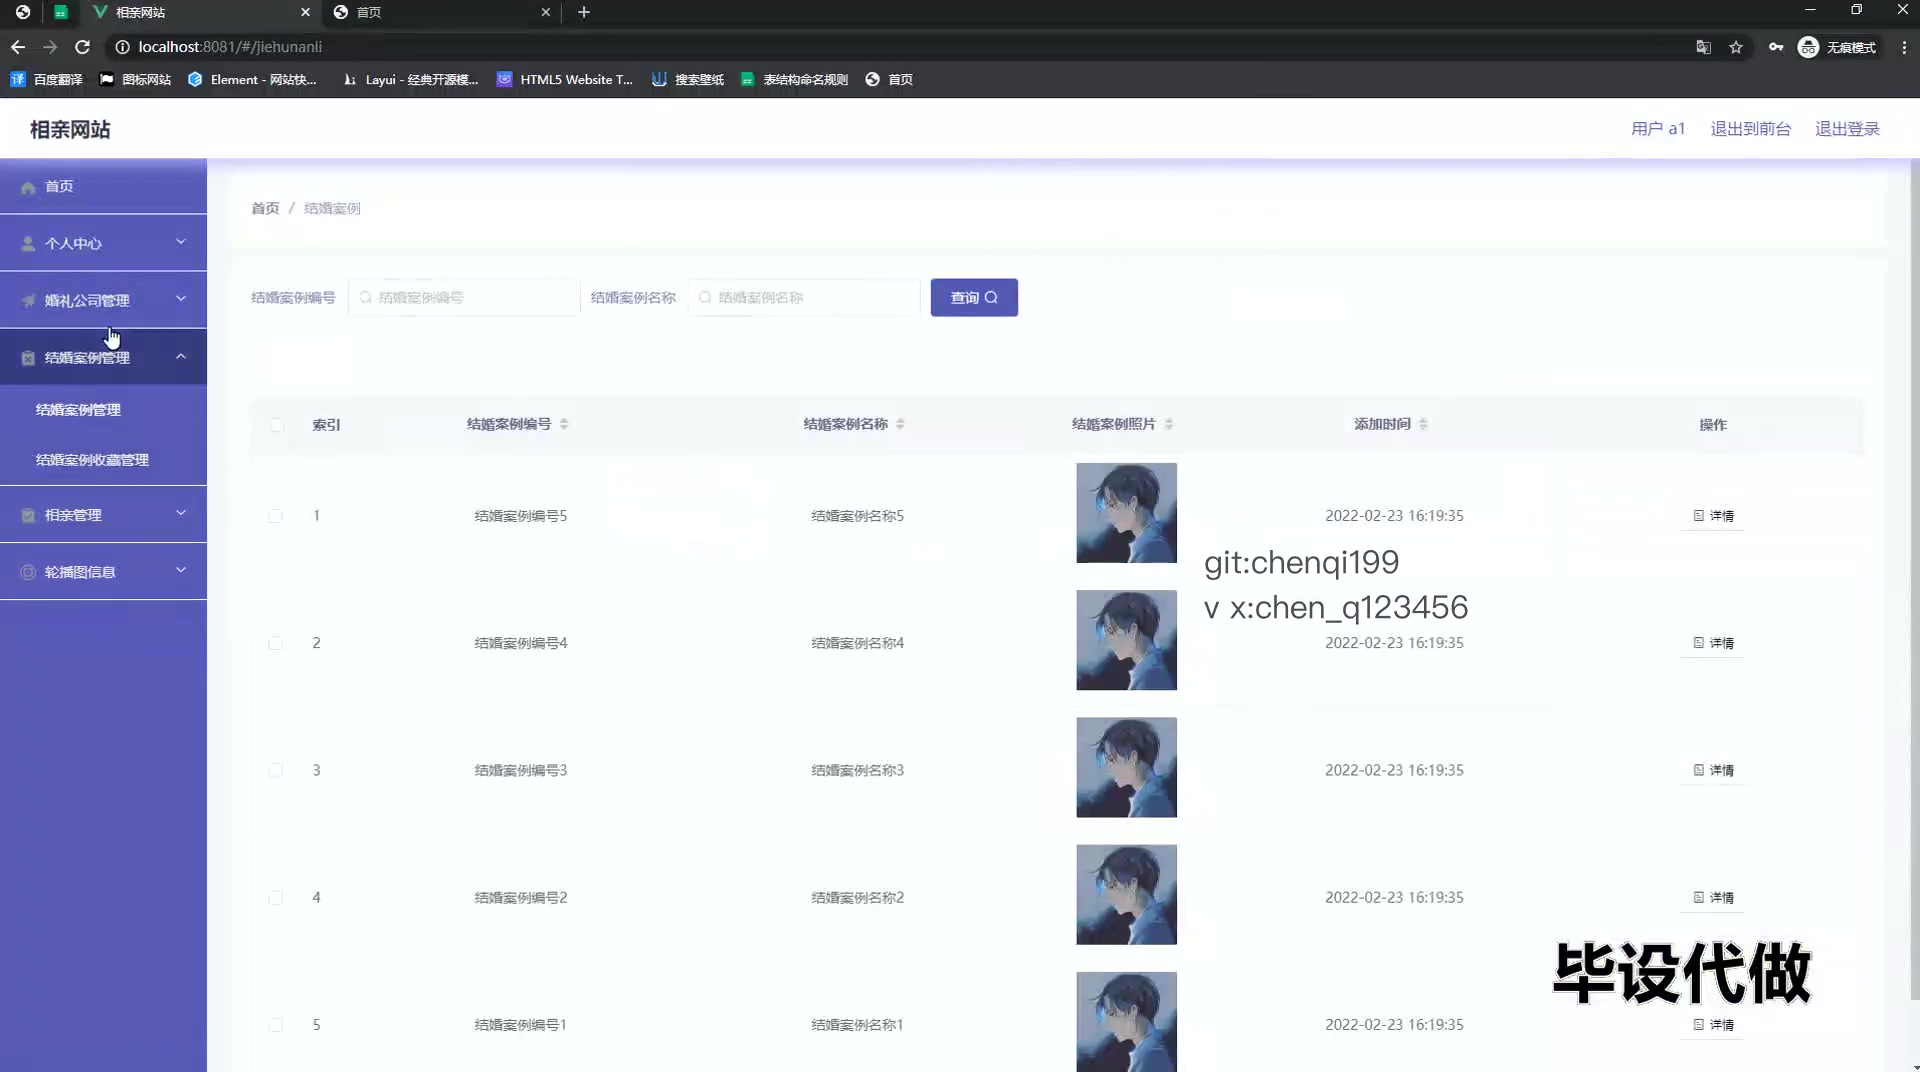 相亲网站
首页
localhost:8081/#/jiehunanli
无痕模式
百度翻译
图标网站
Element - 网站快...
Layui - 经典开源模...
HTML5 Website T...
搜索壁纸
表结构命名规则
首页
相亲网站
用户 a1
退出到前台
退出登录
首页
个人中心
婚礼公司管理
结婚案例管理
结婚案例管理
结婚案例收藏管理
相亲管理
轮播图信息
首页 / 结婚案例
结婚案例编号 结婚案例编号 结婚案例名称 结婚案例名称 查询
索引 结婚案例编号 结婚案例名称 结婚案例照片 添加时间 操作
1 结婚案例编号5 结婚案例名称5 2022-02-23 16:19:35 详情
git:chenqi199
v x:chen_q123456
2 结婚案例编号4 结婚案例名称4 2022-02-23 16:19:35 详情
3 结婚案例编号3 结婚案例名称3 2022-02-23 16:19:35 详情
4 结婚案例编号2 结婚案例名称2 2022-02-23 16:19:35 详情
毕设代做
5 结婚案例编号1 结婚案例名称1 2022-02-23 16:19:35 详情